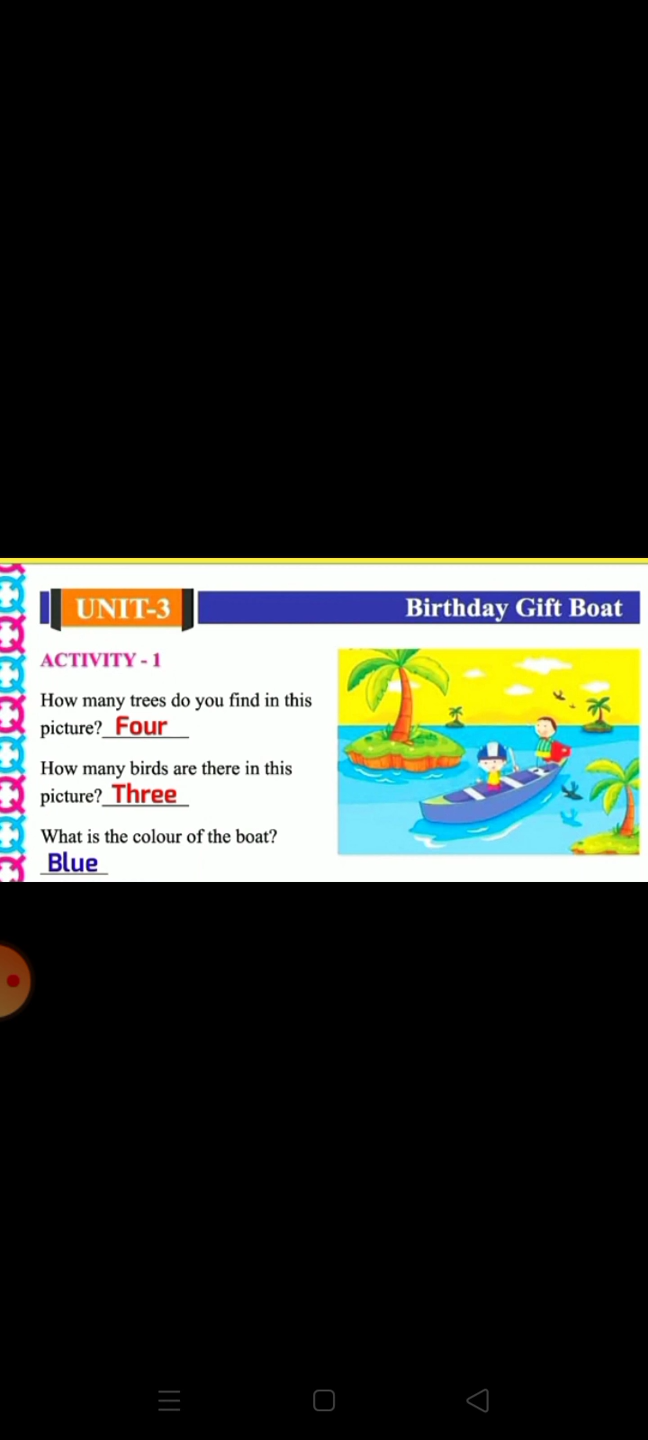 UNIT-3
Birthday Gift Boat
ACTIVITY - 1
How many trees do you find in this
picture? Four
How many birds are there in this
picture? Three
What is the colour of the boat?
Blue